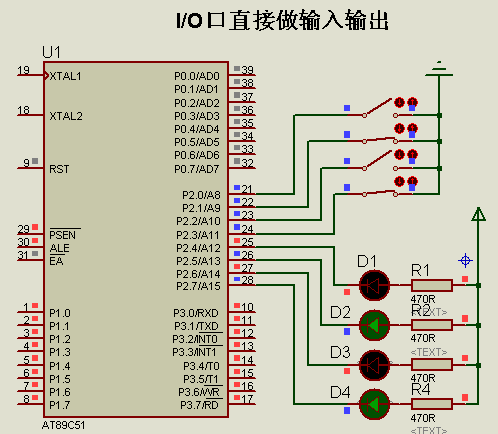 I/O口直接做输入输出
U1
19 XTAL1 P0.0/AD0 39
P0.1/AD1 38
P0.2/AD2 37
18 XTAL2 P0.3/AD3 36
P0.4/AD4 35
P0.5/AD5 34
P0.6/AD6 33
9 RST P0.7/AD7 32
P2.0/A8 21
P2.1/A9 22
P2.2/A10 23
29 PSEN P2.3/A11 24
30 ALE P2.4/A12 25
31 EA P2.5/A13 26
P2.6/A14 27
P2.7/A15 28
1 P1.0 P3.0/RXD 10
2 P1.1 P3.1/TXD 11
3 P1.2 P3.2/INT0 12
4 P1.3 P3.3/INT1 13
5 P1.4 P3.4/T0 14
6 P1.5 P3.5/T1 15
7 P1.6 P3.6/WR 16
8 P1.7 P3.7/RD 17
AT89C51
D1 R1
470R
<TEXT>
D2 R2
470R
<TEXT>
D3
470R
<TEXT>
D4 R4
470R
<TEXT>